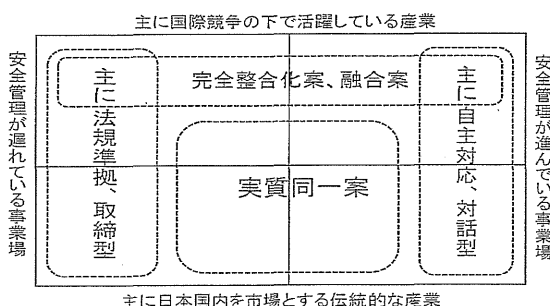 主に国際競争の下で活躍している産業
安全管理が遅れている事業場
主に法規準拠、取締型
完全整合化案、融合案
実質同一案
主に自主対応、対話型
安全管理が進んでいる事業場
主に日本国内を市場とする伝統的な産業